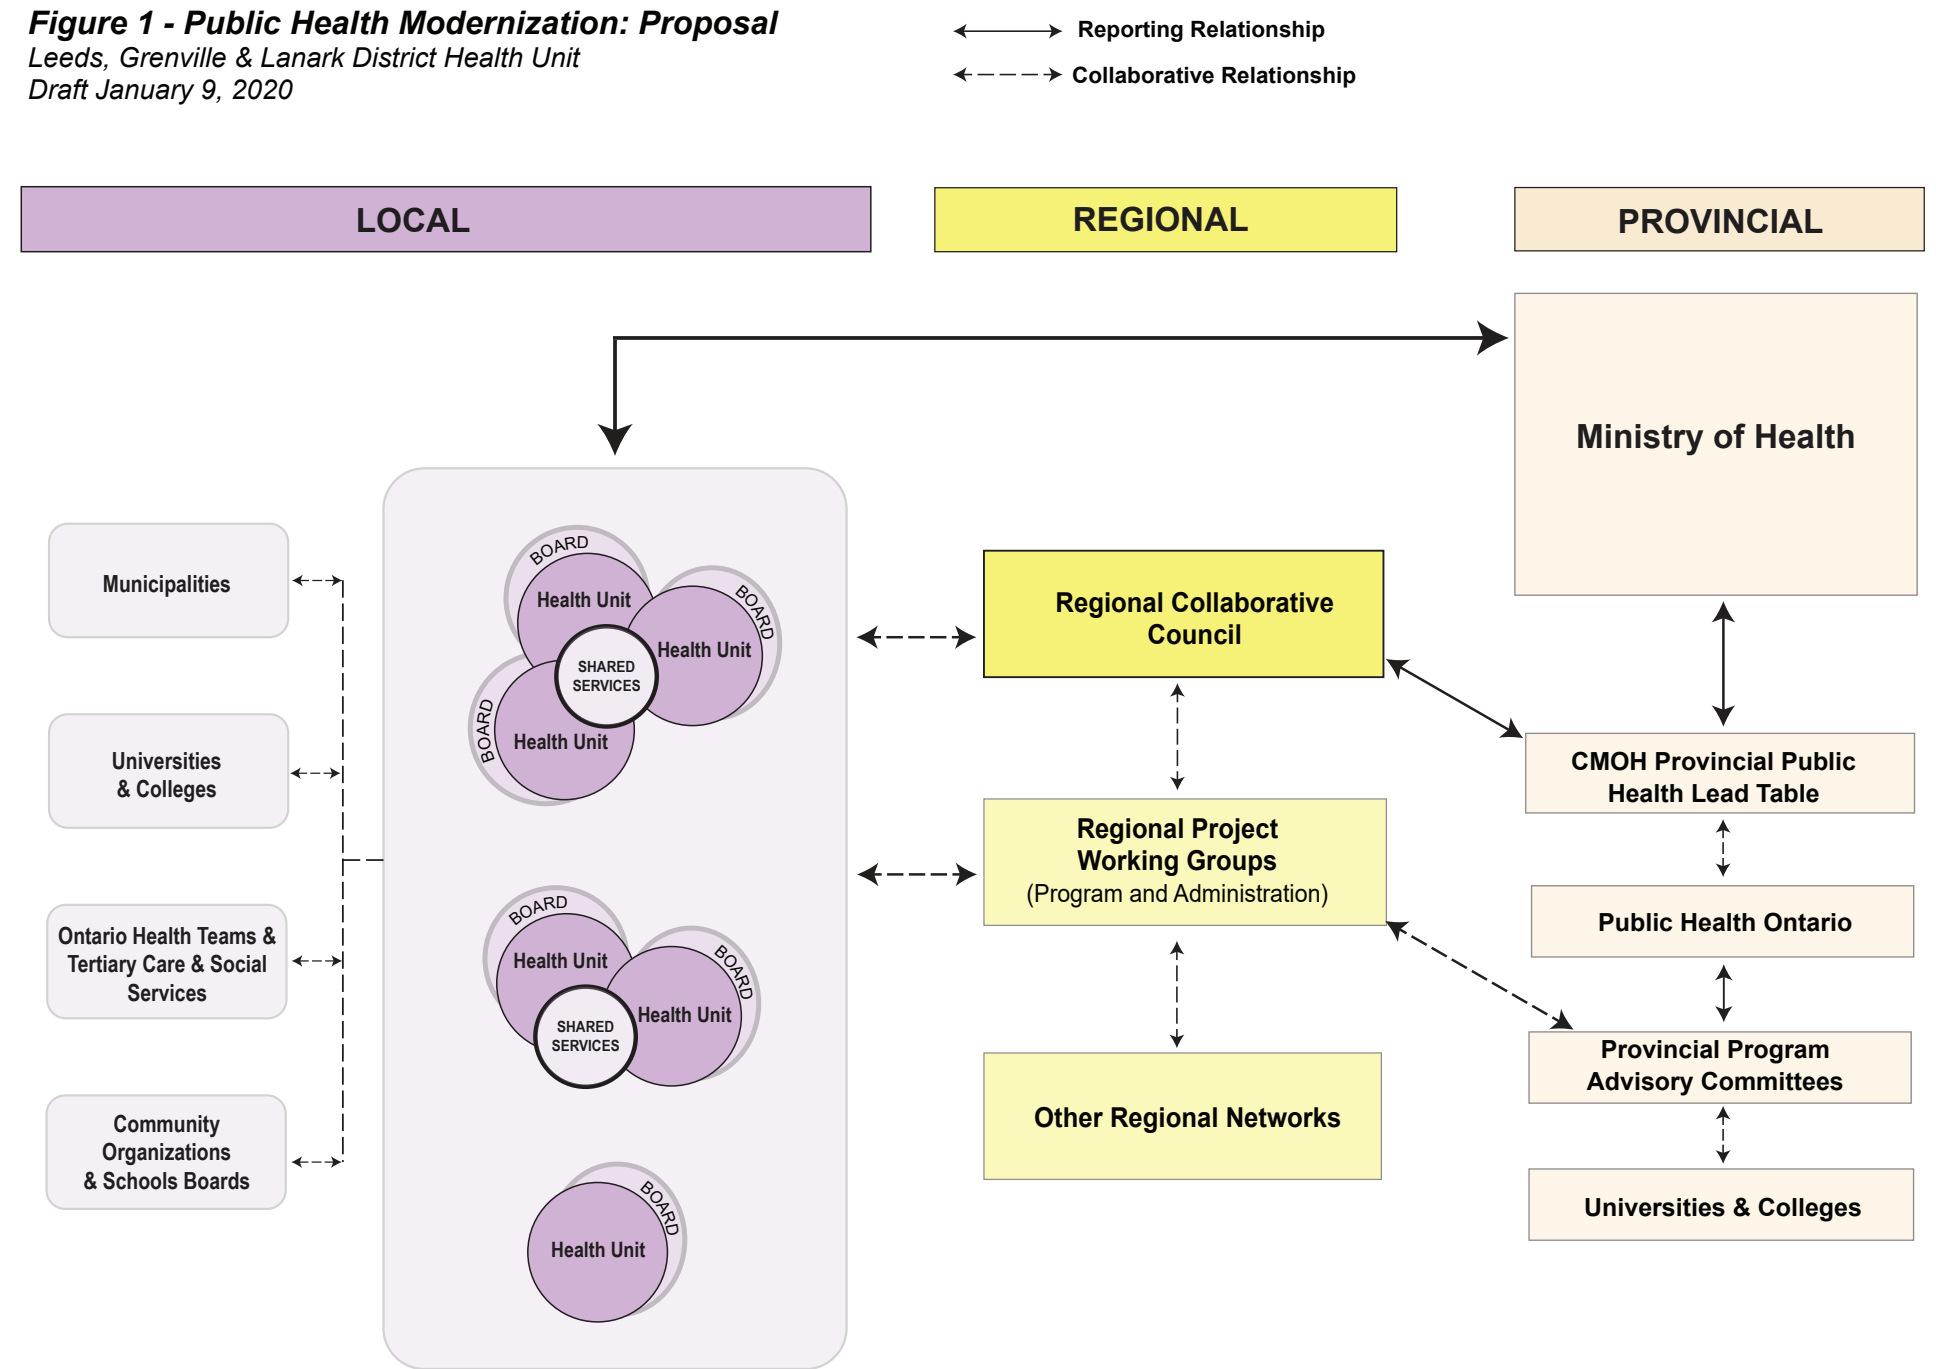 Figure 1 - Public Health Modernization: Proposal
Leeds, Grenville & Lanark District Health Unit
Draft January 9, 2020
Reporting Relationship
Collaborative Relationship
LOCAL
REGIONAL
PROVINCIAL
Ministry of Health
Municipalities
Universities
& Colleges
Ontario Health Teams &
Tertiary Care & Social
Services
Community
Organizations
& Schools Boards
BOARD
Health Unit
BOARD
Health Unit
SHARED
SERVICES
BOARD
Health Unit
BOARD
Health Unit
BOARD
Health Unit
SHARED
SERVICES
BOARD
Health Unit
Regional Collaborative
Council
Regional Project
Working Groups
(Program and Administration)
Other Regional Networks
CMOH Provincial Public
Health Lead Table
Public Health Ontario
Provincial Program
Advisory Committees
Universities & Colleges